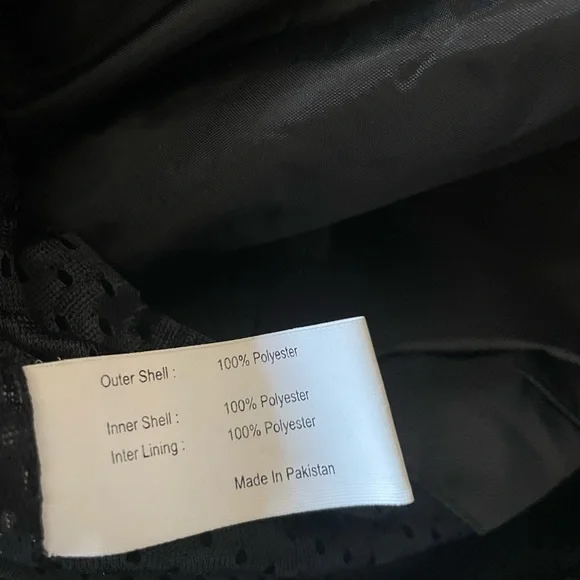 Outer Shell : 100% Polyester
Inner Shell : 100% Polyester
Inter Lining : 100% Polyester
Made In Pakistan